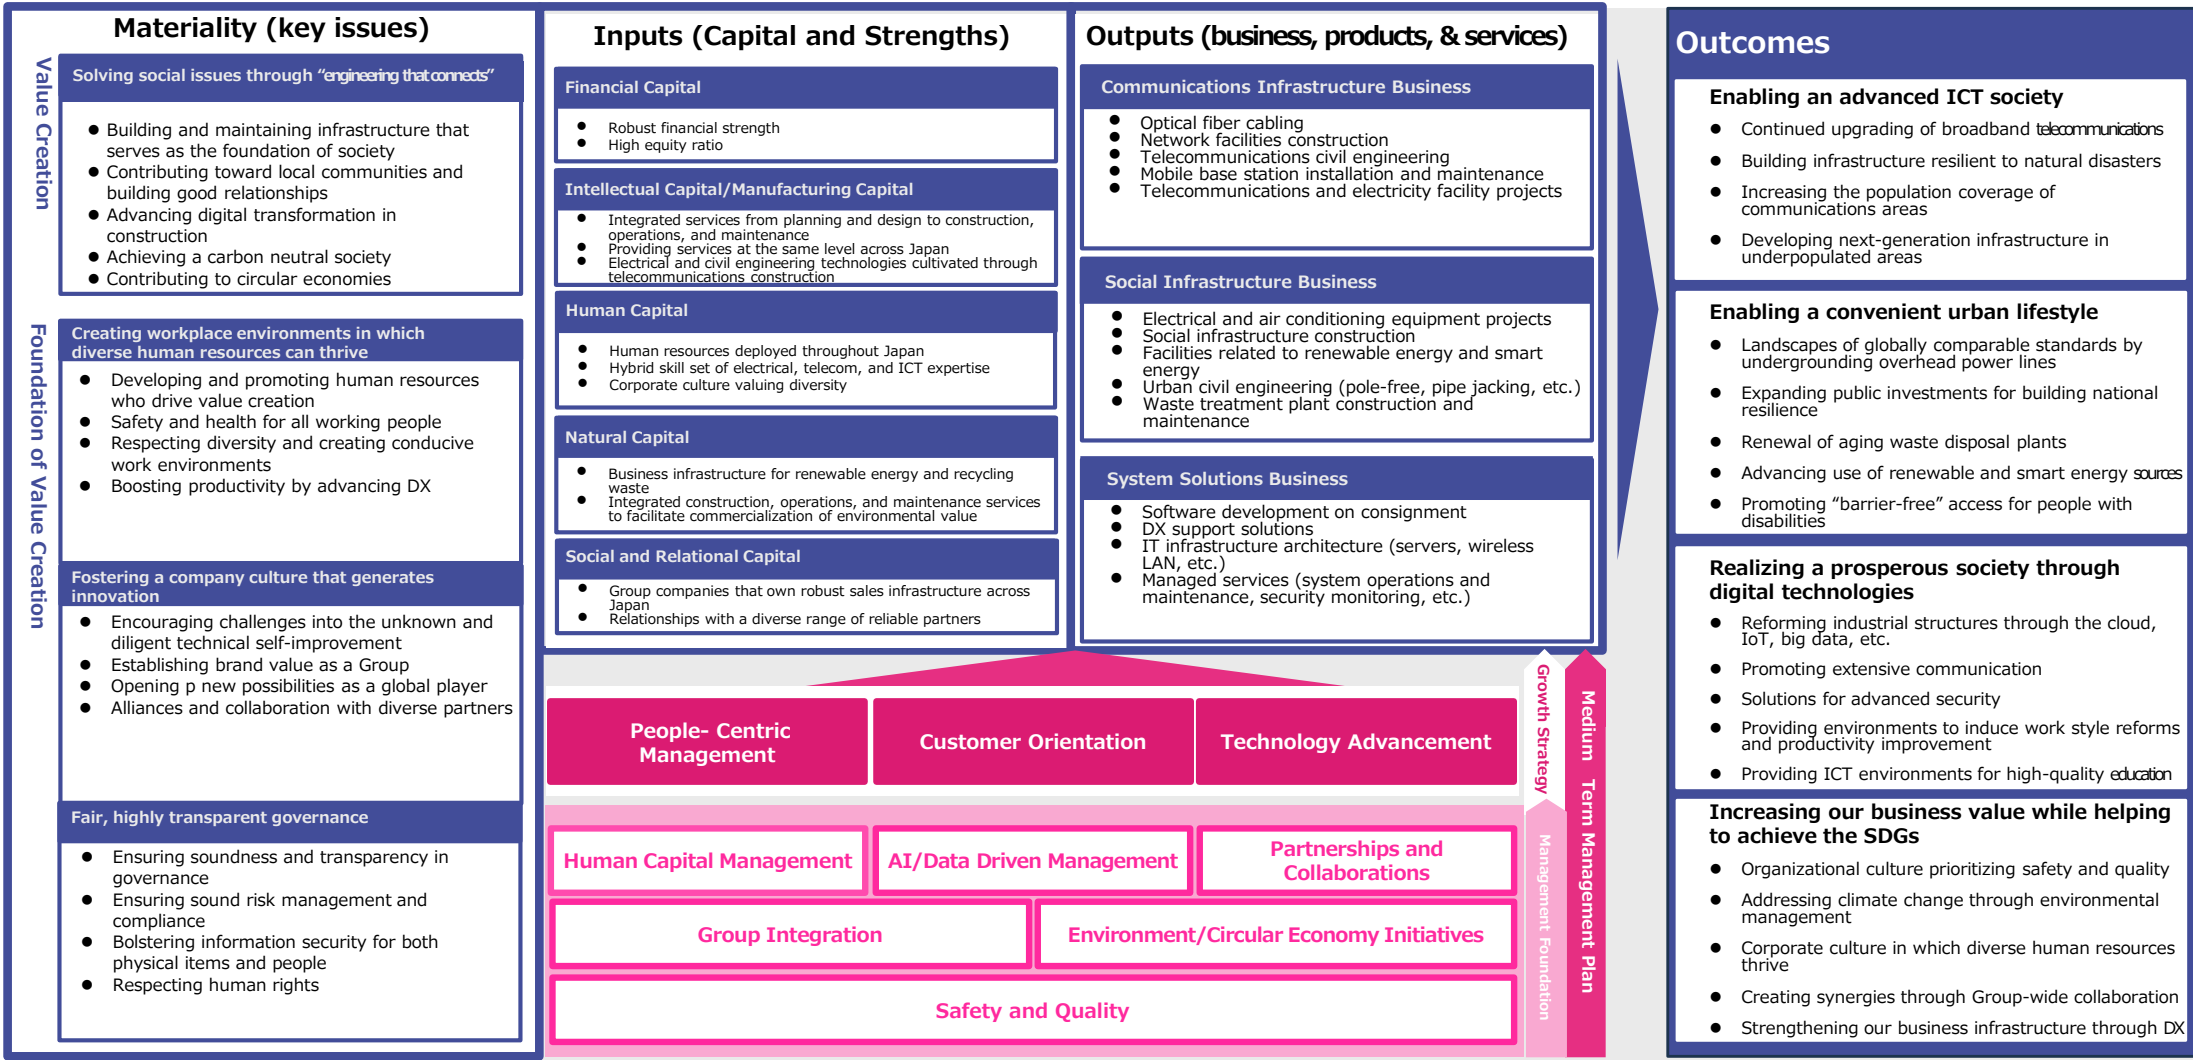 Materiality (key issues)
Value Creation
Solving social issues through “engineering that connects”
● Building and maintaining infrastructure that
serves as the foundation of society
● Contributing toward local communities and
building good relationships
● Advancing digital transformation in
construction
● Achieving a carbon neutral society
● Contributing to circular economies
Foundation of Value Creation
Creating workplace environments in which
diverse human resources can thrive
● Developing and promoting human resources
who drive value creation
● Safety and health for all working people
● Respecting diversity and creating conducive
work environments
● Boosting productivity by advancing DX
Fostering a company culture that generates
innovation
● Encouraging challenges into the unknown and
diligent technical self-improvement
● Establishing brand value as a Group
● Opening p new possibilities as a global player
● Alliances and collaboration with diverse partners
Fair, highly transparent governance
● Ensuring soundness and transparency in
governance
● Ensuring sound risk management and
compliance
● Bolstering information security for both
physical items and people
● Respecting human rights
Inputs (Capital and Strengths)
Financial Capital
● Robust financial strength
● High equity ratio
Intellectual Capital/Manufacturing Capital
● Integrated services from planning and design to construction,
operations, and maintenance
● Providing services at the same level across Japan
● Electrical and civil engineering technologies cultivated through
telecommunications construction
Human Capital
● Human resources deployed throughout Japan
● Hybrid skill set of electrical, telecom, and ICT expertise
● Corporate culture valuing diversity
Natural Capital
● Business infrastructure for renewable energy and recycling
waste
● Integrated construction, operations, and maintenance services
to facilitate commercialization of environmental value
Social and Relational Capital
● Group companies that own robust sales infrastructure across
Japan
● Relationships with a diverse range of reliable partners
Outputs (business, products, & services)
Communications Infrastructure Business
● Optical fiber cabling
● Network facilities construction
● Telecommunications civil engineering
● Mobile base station installation and maintenance
● Telecommunications and electricity facility projects
Social Infrastructure Business
● Electrical and air conditioning equipment projects
● Social infrastructure construction
● Facilities related to renewable energy and smart
energy
● Urban civil engineering (pole-free, pipe jacking, etc.)
● Waste treatment plant construction and
maintenance
System Solutions Business
● Software development on consignment
● DX support solutions
● IT infrastructure architecture (servers, wireless
LAN, etc.)
● Managed services (system operations and
maintenance, security monitoring, etc.)
People- Centric
Management
Customer Orientation
Technology Advancement
Human Capital Management
AI/Data Driven Management
Partnerships and
Collaborations
Group Integration
Environment/Circular Economy Initiatives
Safety and Quality
Growth Strategy
Management Foundation
Medium Term Management Plan
Outcomes
Enabling an advanced ICT society
● Continued upgrading of broadband telecommunications
● Building infrastructure resilient to natural disasters
● Increasing the population coverage of
communications areas
● Developing next-generation infrastructure in
underpopulated areas
Enabling a convenient urban lifestyle
● Landscapes of globally comparable standards by
undergrounding overhead power lines
● Expanding public investments for building national
resilience
● Renewal of aging waste disposal plants
● Advancing use of renewable and smart energy sources
● Promoting “barrier-free” access for people with
disabilities
Realizing a prosperous society through
digital technologies
● Reforming industrial structures through the cloud,
IoT, big data, etc.
● Promoting extensive communication
● Solutions for advanced security
● Providing environments to induce work style reforms
and productivity improvement
● Providing ICT environments for high-quality education
Increasing our business value while helping
to achieve the SDGs
● Organizational culture prioritizing safety and quality
● Addressing climate change through environmental
management
● Corporate culture in which diverse human resources
thrive
● Creating synergies through Group-wide collaboration
● Strengthening our business infrastructure through DX